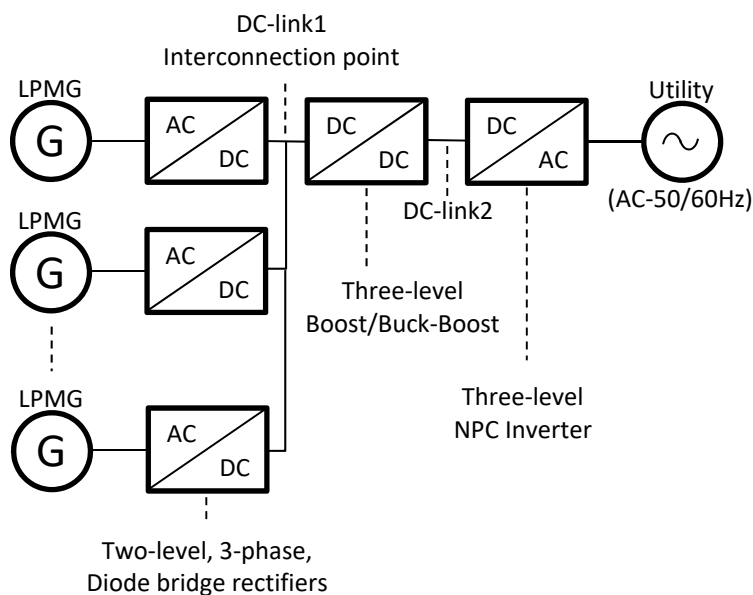 DC-link1
Interconnection point
LPMG
G
AC
DC
DC
DC
DC
AC
Utility
(AC-50/60Hz)
DC-link2
LPMG
G
AC
DC
Three-level
Boost/Buck-Boost
LPMG
G
AC
DC
Three-level
NPC Inverter
Two-level, 3-phase,
Diode bridge rectifiers